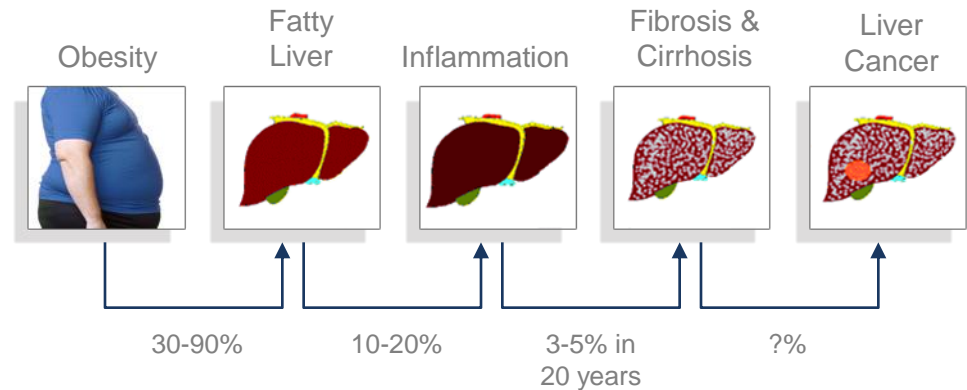 Obesity
Fatty
Liver
Inflammation
Fibrosis &
Cirrhosis
Liver
Cancer
30-90%
10-20%
3-5% in
20 years
?%